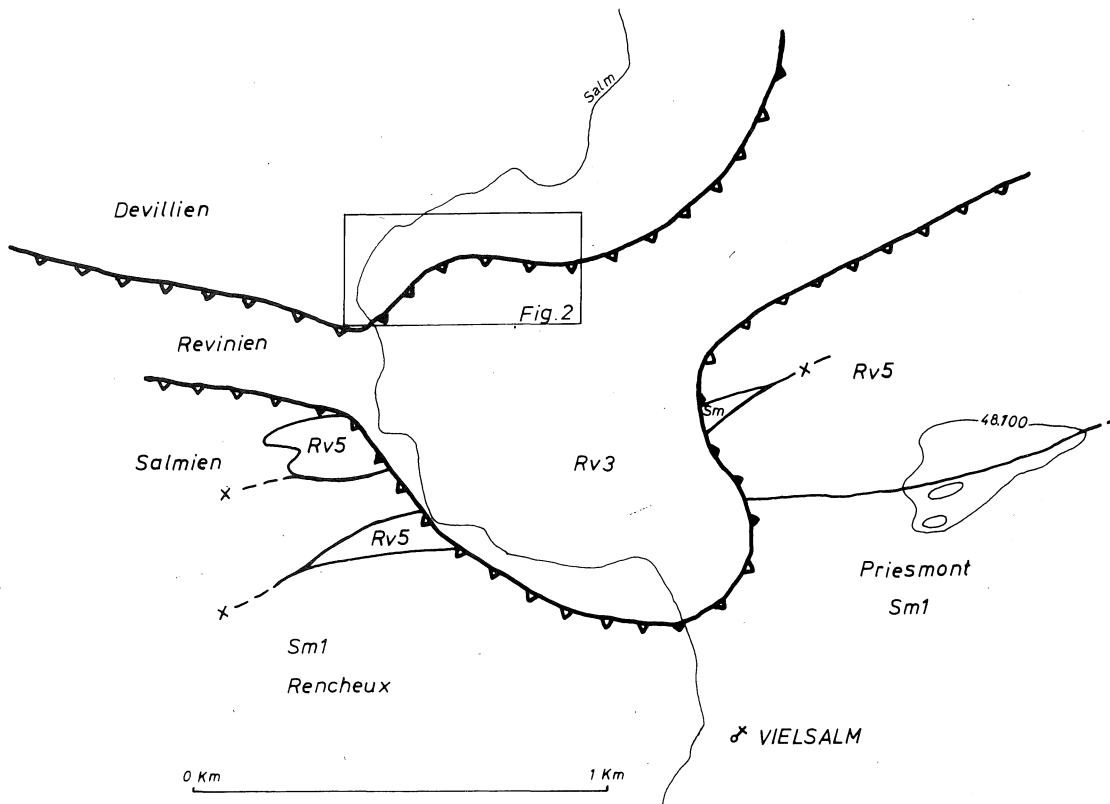 Salm
Devillien
Fig.2
Revinien
Rv5
Sm
48.100
Rv5
Salmien
Rv3
Rv5
Priesmont
Sm1
Sm1
Rencheux
VIELSALM
0 Km
1 Km